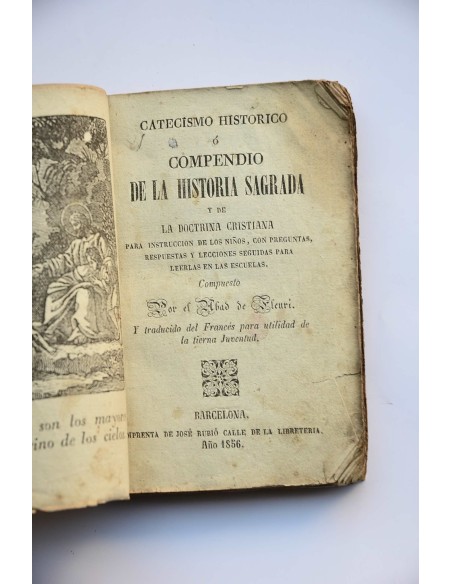 son los mayor
ino de los cielos
CATECISMO HISTORICO
ó
COMPENDIO
DE LA HISTORIA SAGRADA
Y DE
LA DOCTRINA CRISTIANA
PARA INSTRUCCION DE LOS NIÑOS, CON PREGUNTAS,
RESPUESTAS Y LECCIONES SEGUIDAS PARA
LEERLAS EN LAS ESCUELAS.
Compuesto
Por el Abad de Fleuri.
Y traducido del Francés para utilidad de
la tierna Juventud.
BARCELONA.
IMPRENTA DE JOSÉ RUBIÓ CALLE DE LA LIBRETERIA.
Año 1856.